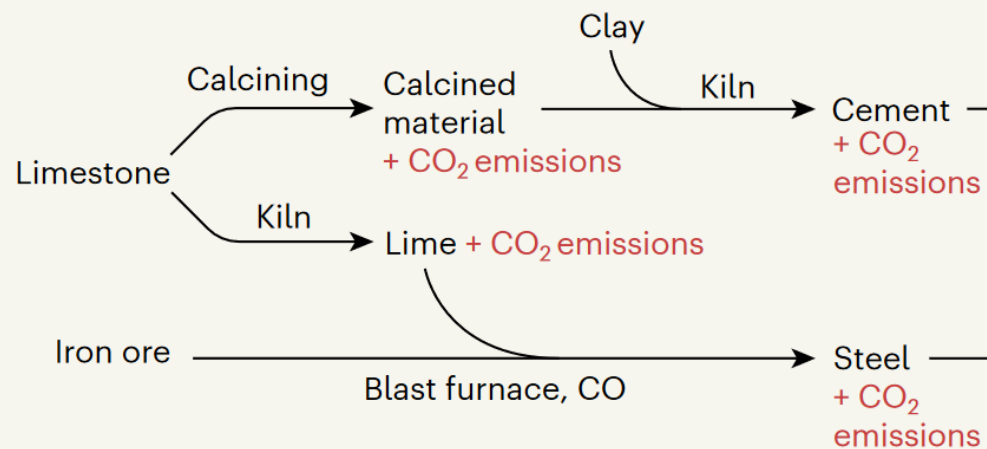 Clay
Calcining
Calcined
material
+ CO₂ emissions
Kiln
Cement
+ CO₂
emissions
Limestone
Kiln
Lime + CO₂ emissions
Iron ore
Blast furnace, CO
Steel
+ CO₂
emissions